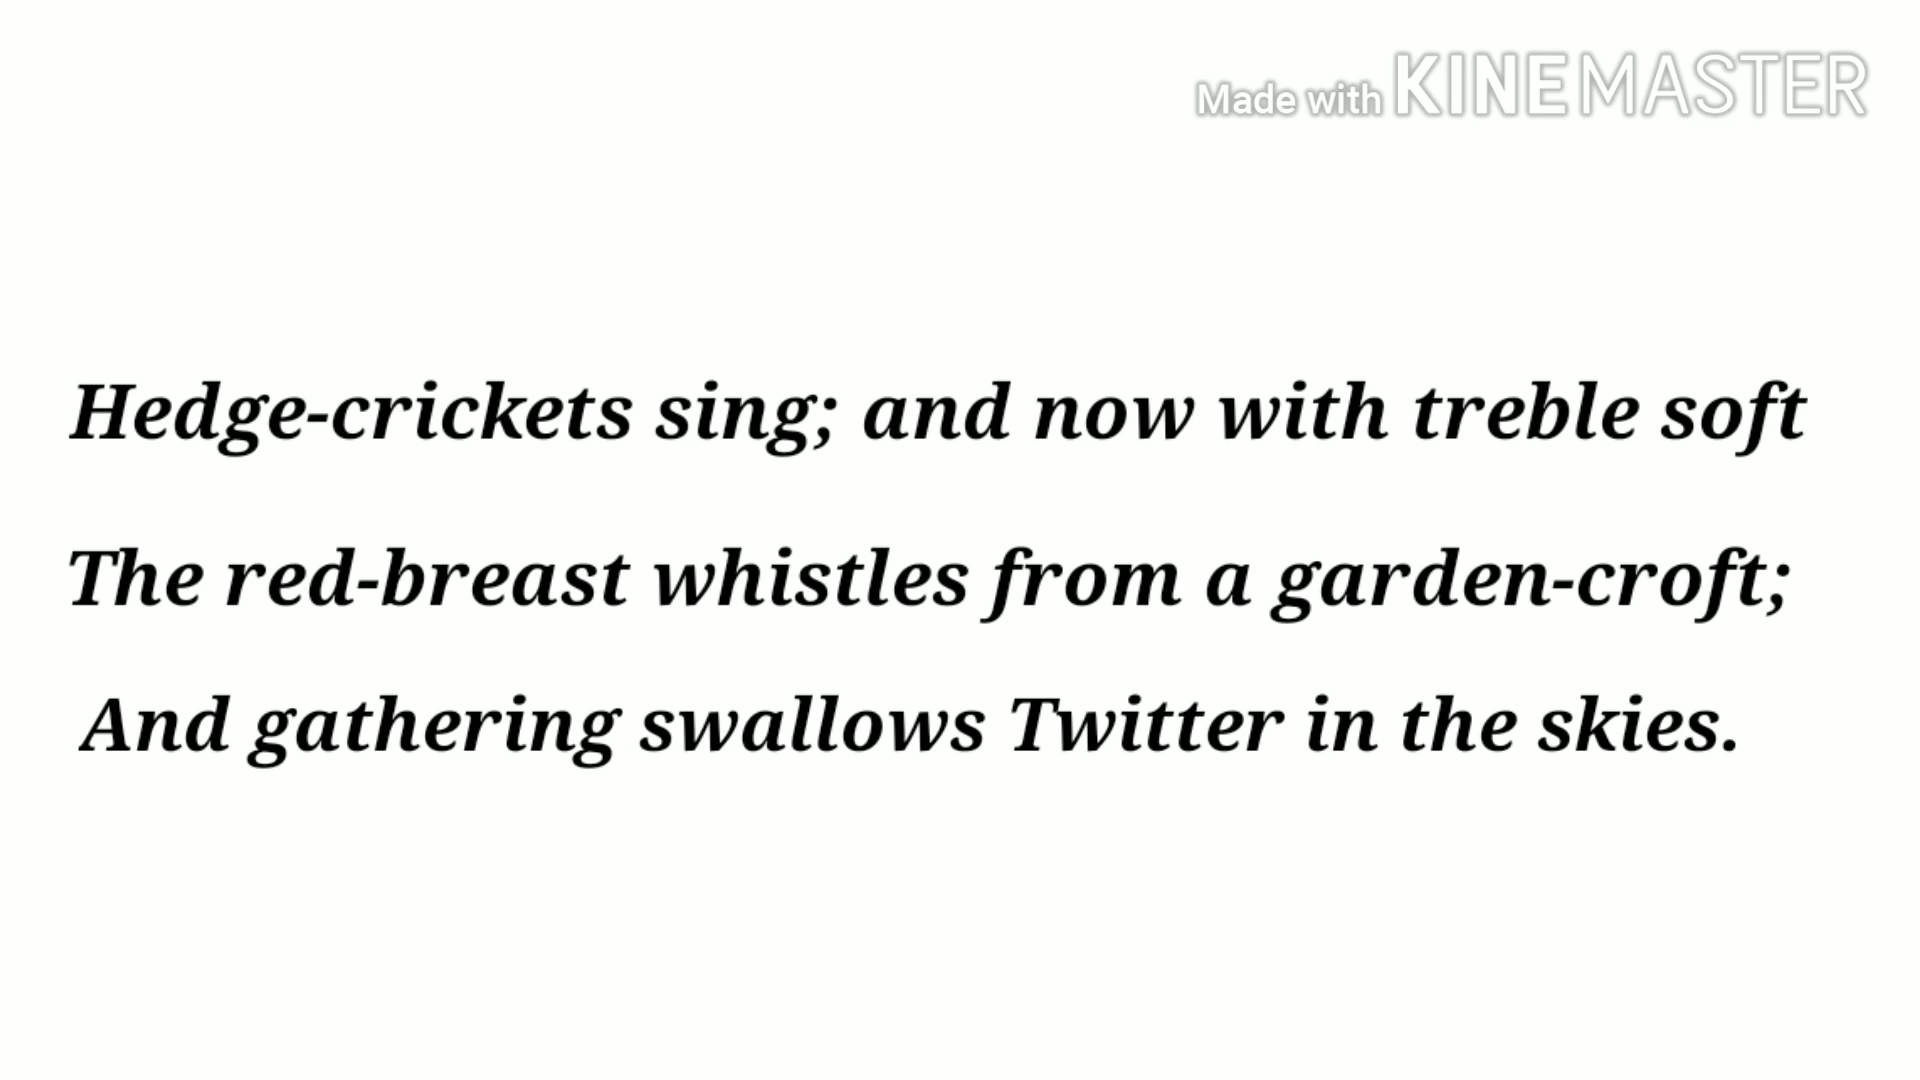 Made with KINEMASTER
Hedge-crickets sing; and now with treble soft
The red-breast whistles from a garden-croft;
And gathering swallows Twitter in the skies.